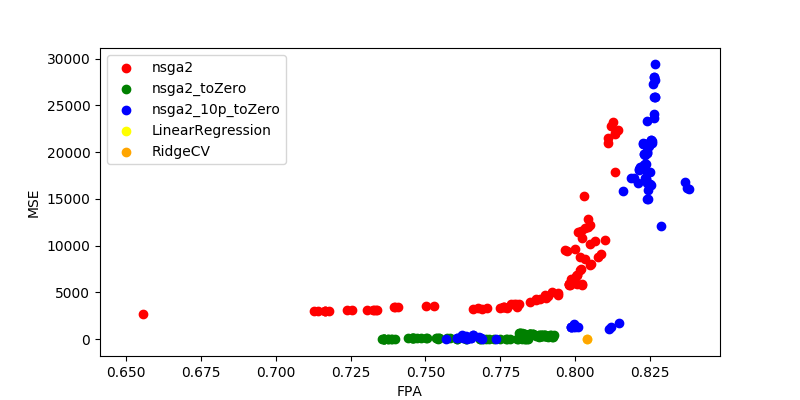 30000
25000
20000
15000
10000
5000
0
MSE
nsga2
nsga2_toZero
nsga2_10p_toZero
LinearRegression
RidgeCV
0.650 0.675 0.700 0.725 0.750 0.775 0.800 0.825
FPA